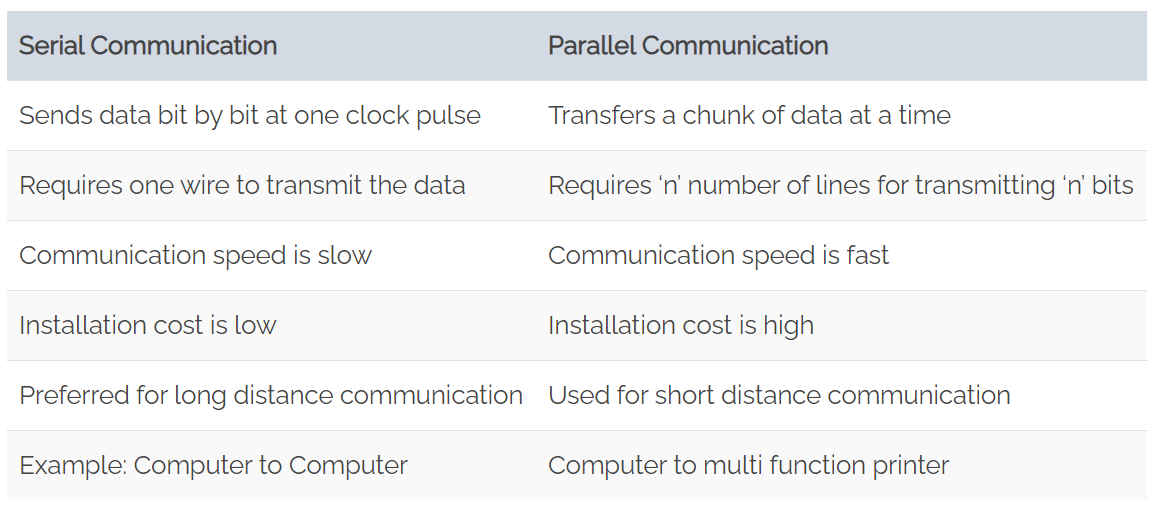 Serial Communication Parallel Communication
Sends data bit by bit at one clock pulse Transfers a chunk of data at a time
Requires one wire to transmit the data Requires ‘n’ number of lines for transmitting ‘n’ bits
Communication speed is slow Communication speed is fast
Installation cost is low Installation cost is high
Preferred for long distance communication Used for short distance communication
Example: Computer to Computer Computer to multi function printer